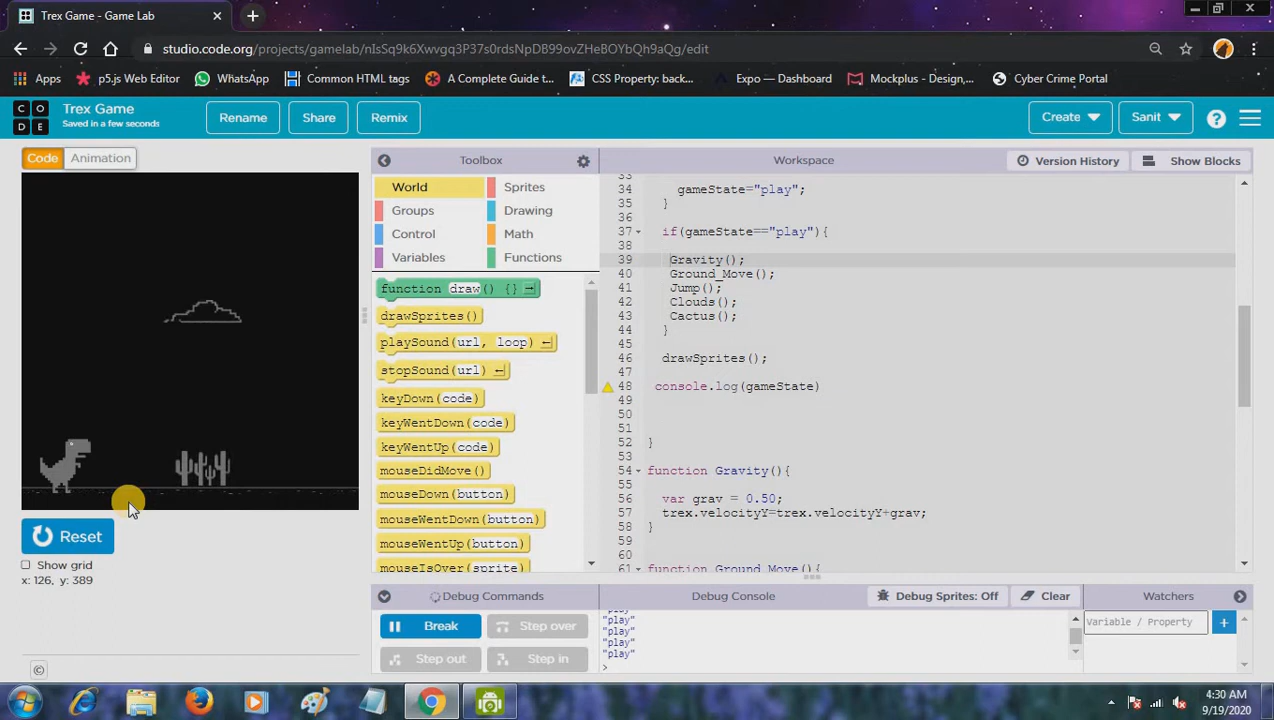 Trex Game - Game Lab
studio.code.org/projects/gamelab/nIsSq9k6Xwvgq3P37s0rdsNpDB99ovZHeBOYbQh9aQg/edit
Apps p5.js Web Editor WhatsApp Common HTML tags A Complete Guide t... CSS Property: back... Expo — Dashboard Mockplus - Design,... Cyber Crime Portal
CODE
Trex Game
Saved in a few seconds
Rename Share Remix Create Sanit ?
Code Animation
Toolbox
Workspace Version History Show Blocks
World Sprites
Groups Drawing
Control Math
Variables Functions
function draw() {}
drawSprites()
playSound(url, loop)
stopSound(url)
keyDown(code)
keyWentDown(code)
keyWentUp(code)
mouseDidMove()
mouseDown(button)
mouseWentDown(button)
mouseWentUp(button)
mouseIsOver(sprite)
33
34 gameState="play";
35 }
36
37 if(gameState=="play"){
38
39 Gravity();
40 Ground_Move();
41 Jump();
42 Clouds();
43 Cactus();
44 }
45
46 drawSprites();
47
48 console.log(gameState)
49
50
51
52 }
53
54 function Gravity(){
55
56 var grav = 0.50;
57 trex.velocityY=trex.velocityY+grav;
58 }
59
60
61 function Ground_Move(){
Reset
Show grid
x: 126, y: 389
Debug Commands
Break Step over
Step out Step in
Debug Console Debug Sprites: Off Clear
"play"
"play"
"play"
"play"
"play"
>
Watchers
Variable / Property +
©
4:30 AM
9/19/2020